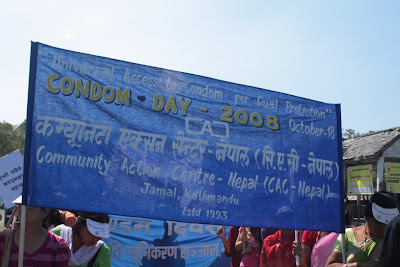 "Universal Access to Condom for Dual Protection"
CONDOM DAY - 2008
October-18
कम्यूनिटी एक्सन सेन्टर-नेपाल (सि.ए.सी-नेपाल)
Community Action Centre-Nepal (CAC-Nepal)
Jamal, Kathmandu
Estd 1993